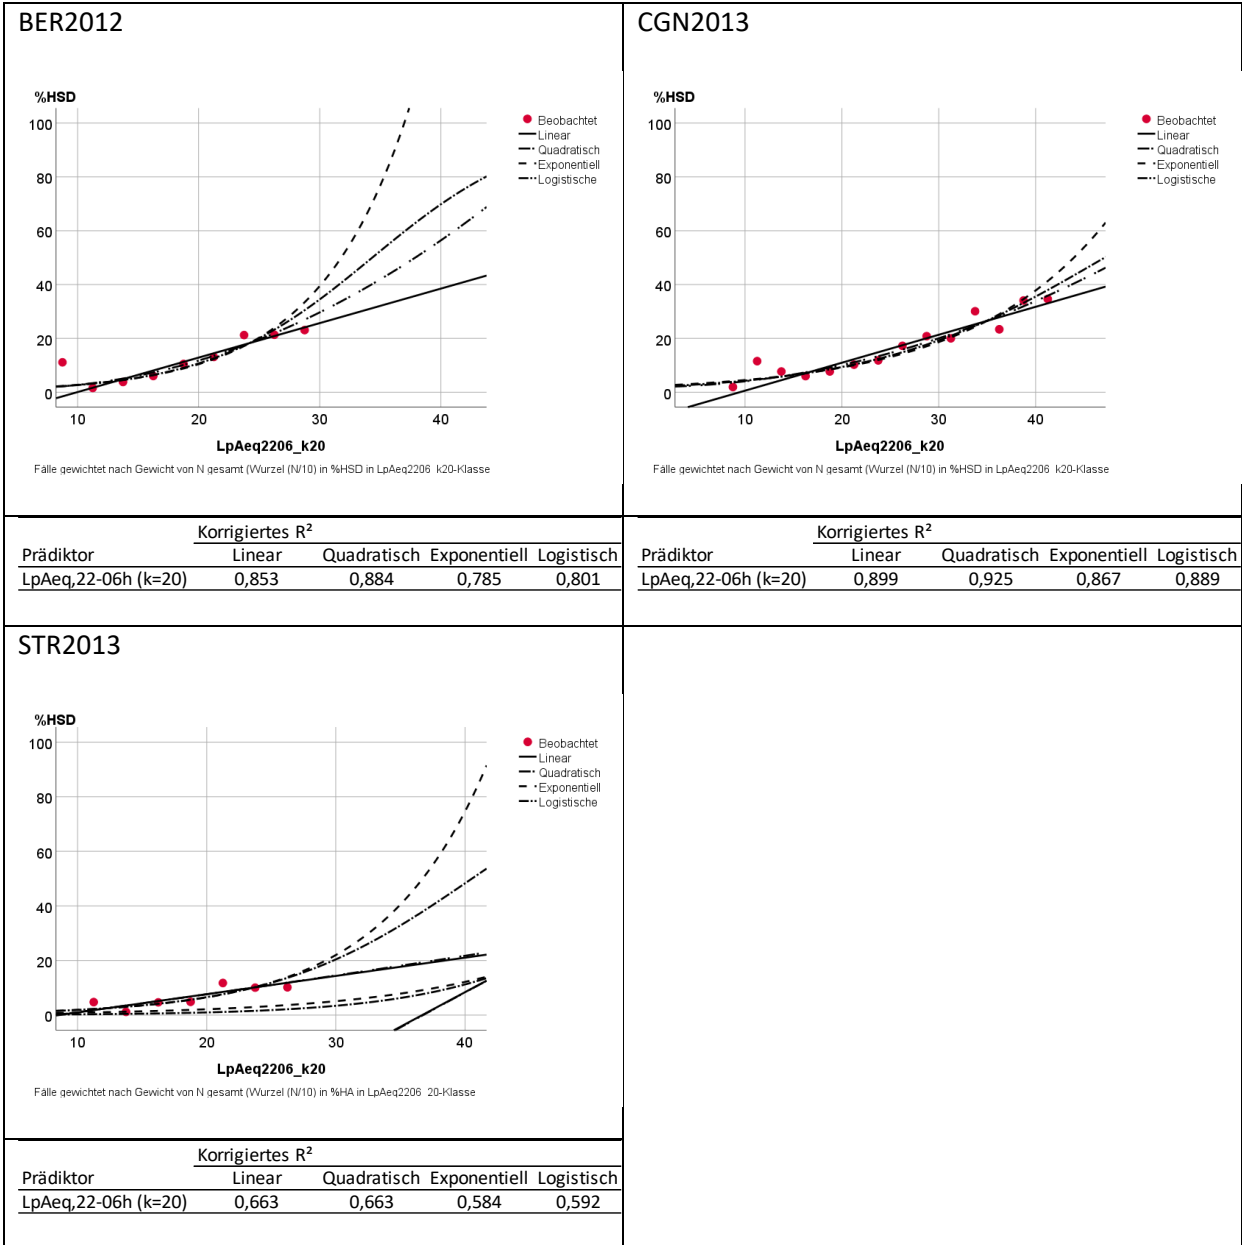 BER2012
%HSD
100
80
60
40
20
0
10 20 30 40
LpAeq2206_k20
Beobachtet
Linear
Quadratisch
Exponentiell
Logistische
Fälle gewichtet nach Gewicht von N gesamt (Wurzel (N/10) in %HSD in LpAeq2206_k20-Klasse
Korrigiertes R²
Prädiktor Linear Quadratisch Exponentiell Logistisch
LpAeq,22-06h (k=20) 0,853 0,884 0,785 0,801
CGN2013
%HSD
100
80
60
40
20
0
10 20 30 40
LpAeq2206_k20
Beobachtet
Linear
Quadratisch
Exponentiell
Logistische
Fälle gewichtet nach Gewicht von N gesamt (Wurzel (N/10) in %HSD in LpAeq2206_k20-Klasse
Korrigiertes R²
Prädiktor Linear Quadratisch Exponentiell Logistisch
LpAeq,22-06h (k=20) 0,899 0,925 0,867 0,889
STR2013
%HSD
100
80
60
40
20
0
10 20 30 40
LpAeq2206_k20
Beobachtet
Linear
Quadratisch
Exponentiell
Logistische
Fälle gewichtet nach Gewicht von N gesamt (Wurzel (N/10) in %HA in LpAeq2206_20-Klasse
Korrigiertes R²
Prädiktor Linear Quadratisch Exponentiell Logistisch
LpAeq,22-06h (k=20) 0,663 0,663 0,584 0,592